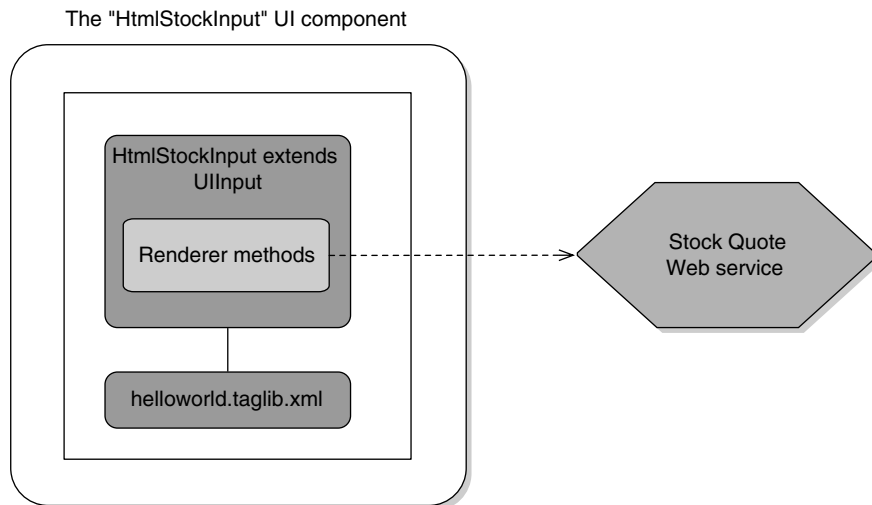 The "HtmlStockInput" UI component
HtmlStockInput extends
UIInput
Renderer methods
Stock Quote
Web service
helloworld.taglib.xml